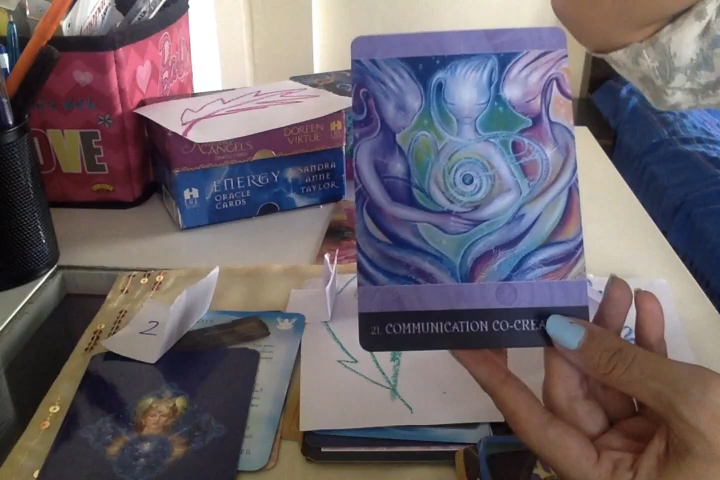 LOVE
ANGELS
DOREEN
VIRTUE
ENERGY
ORACLE
CARDS
SANDRA
ANNE
TAYLOR
2
21. COMMUNICATION CO-CREA